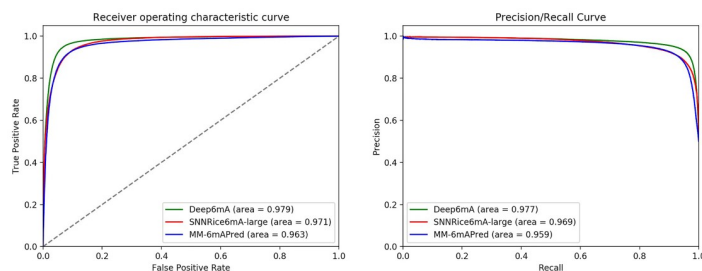 Receiver operating characteristic curve
True Positive Rate
1.0
0.8
0.6
0.4
0.2
0.0
Deep6mA (area = 0.979)
SNNRice6mA-large (area = 0.971)
MM-6mAPred (area = 0.963)
0.0 0.2 0.4 0.6 0.8 1.0
False Positive Rate
Precision/Recall Curve
Precision
1.0
0.8
0.6
0.4
0.2
0.0
Deep6mA (area = 0.977)
SNNRice6mA-large (area = 0.969)
MM-6mAPred (area = 0.959)
0.0 0.2 0.4 0.6 0.8 1.0
Recall